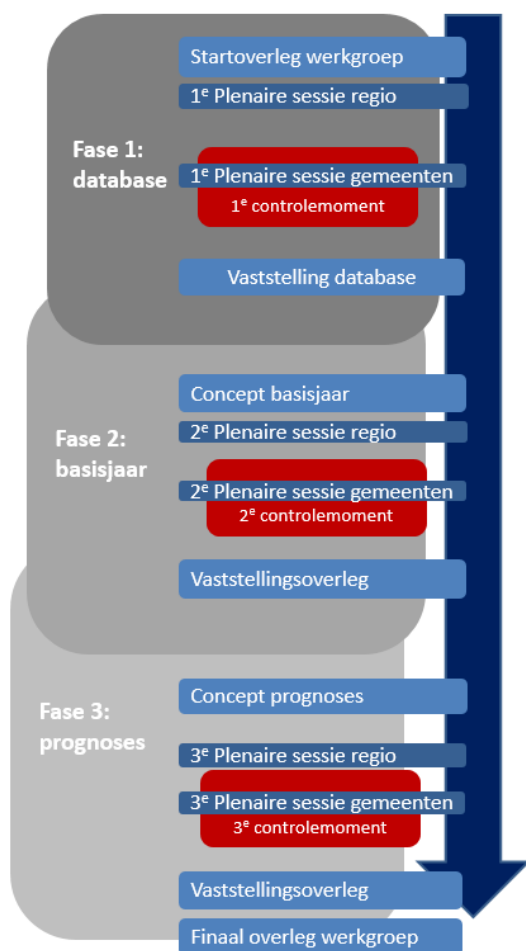 Startoverleg werkgroep
1e Plenaire sessie regio
Fase 1:
database
1e Plenaire sessie gemeenten
1e controlemoment
Vaststelling database
Concept basisjaar
Fase 2:
basisjaar
2e Plenaire sessie regio
2e Plenaire sessie gemeenten
2e controlemoment
Vaststellingsoverleg
Concept prognoses
Fase 3:
prognoses
3e Plenaire sessie regio
3e Plenaire sessie gemeenten
3e controlemoment
Vaststellingsoverleg
Finaal overleg werkgroep